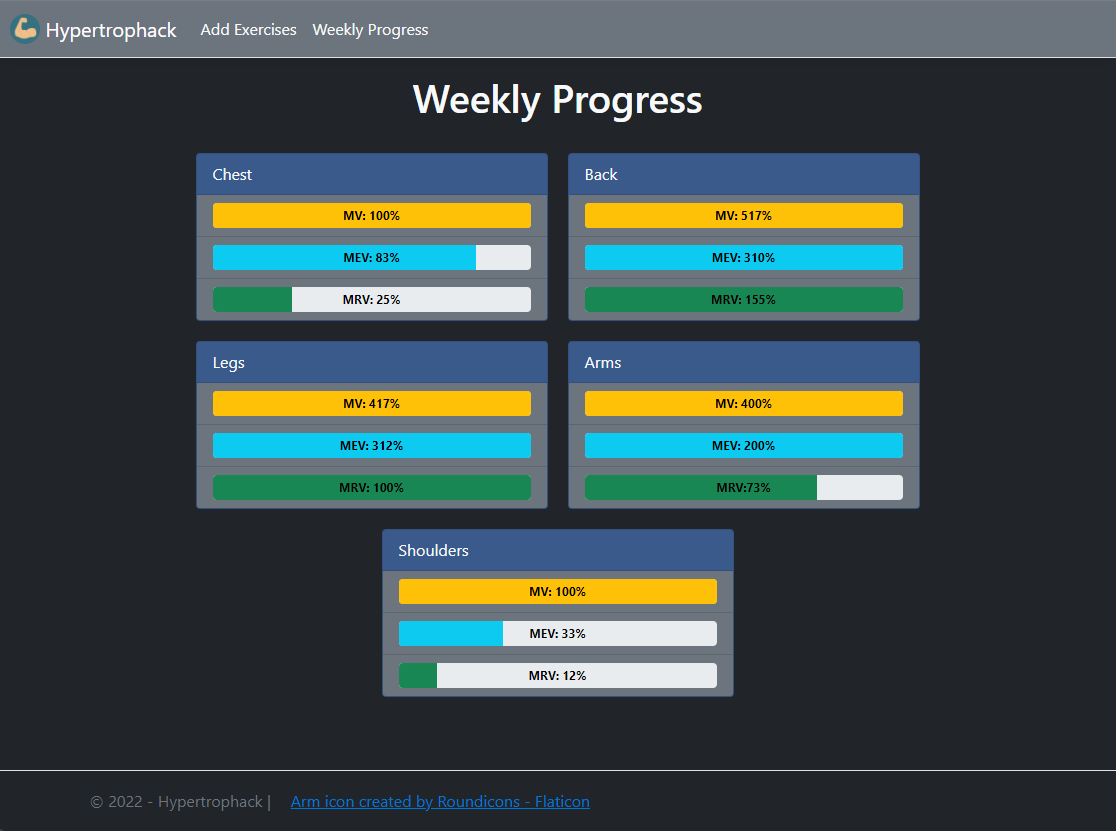 Hypertrophack Add Exercises Weekly Progress
Weekly Progress
Chest
MV: 100%
MEV: 83%
MRV: 25%
Back
MV: 517%
MEV: 310%
MRV: 155%
Legs
MV: 417%
MEV: 312%
MRV: 100%
Arms
MV: 400%
MEV: 200%
MRV:73%
Shoulders
MV: 100%
MEV: 33%
MRV: 12%
© 2022 - Hypertrophack | Arm icon created by Roundicons - Flaticon